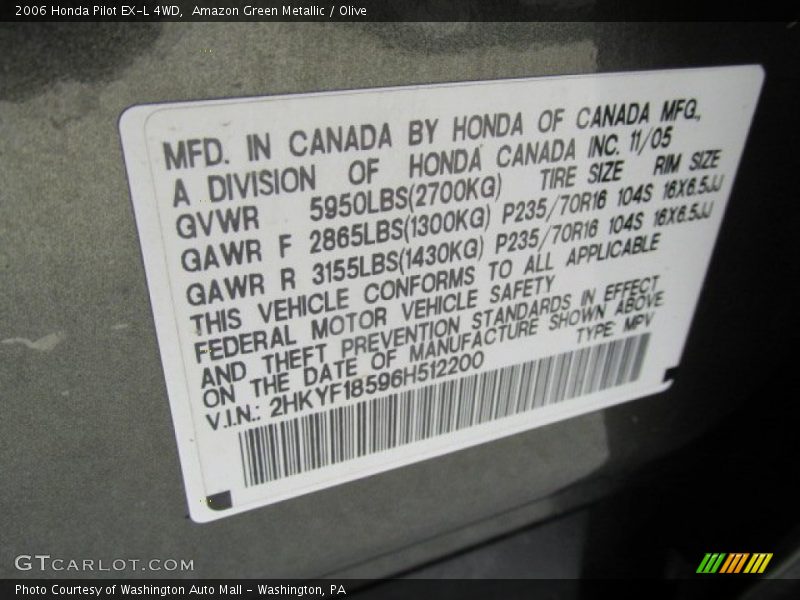 2006 Honda Pilot EX-L 4WD, Amazon Green Metallic / Olive
MFD. IN CANADA BY HONDA OF CANADA MFG.,
A DIVISION OF HONDA CANADA INC. 11/05
GVWR 5950LBS(2700KG) TIRE SIZE RIM SIZE
GAWR F 2865LBS(1300KG) P235/70R16 104S 16X6.5JJ
GAWR R 3155LBS(1430KG) P235/70R16 104S 16X6.5JJ
THIS VEHICLE CONFORMS TO ALL APPLICABLE
FEDERAL MOTOR VEHICLE SAFETY
AND THEFT PREVENTION STANDARDS IN EFFECT
ON THE DATE OF MANUFACTURE SHOWN ABOVE
V.I.N.: 2HKYF18596H512200 TYPE: MPV
GTCARLOT.COM
Photo Courtesy of Washington Auto Mall - Washington, PA